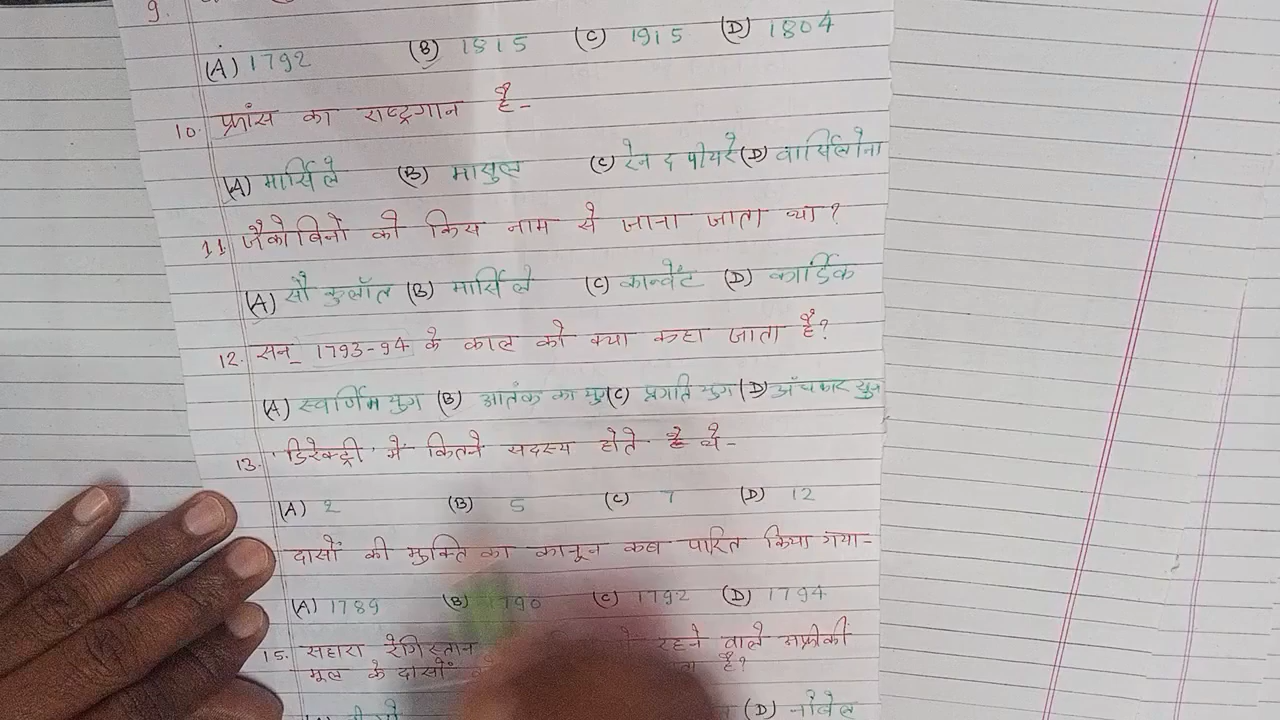 9.
(A) 1792 (B) 1815 (C) 1915 (D) 1804
10. फ्रांस का राष्ट्रगान है-
(A) मार्सिले (B) मायुल (C) रेन द पीयरे (D) वार्सिलोना
11. जैकोबिनों को किस नाम से जाना जाता था?
(A) सौ कुलॉत (B) मार्सिले (C) कान्वेंट (D) कार्डिक
12. सन् 1793-94 के काल को क्या कहा जाता है?
(A) स्वर्णिम युग (B) आतंक का युग (C) प्रगति युग (D) अँधकार युग
13. डिरेक्ट्री में कितने सदस्य होते थे-
(A) 2 (B) 5 (C) 7 (D) 12
दासों की मुक्ति का कानून कब पारित किया गया-
(A) 1789 (B) 1790 (C) 1792 (D) 1794
15. सहारा रेगिस्तान रहने वाले अफ्रीकी
मूल के दासों है?
(D) नोबेल